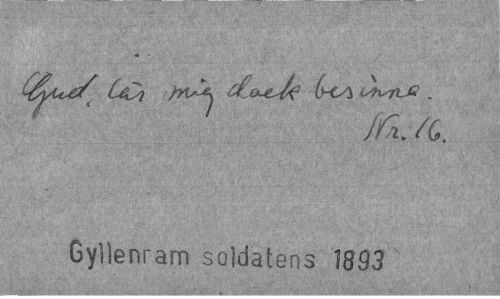 Gud, lär mig dock besinna.
Nr. 16.
Gyllenram soldatens 1893